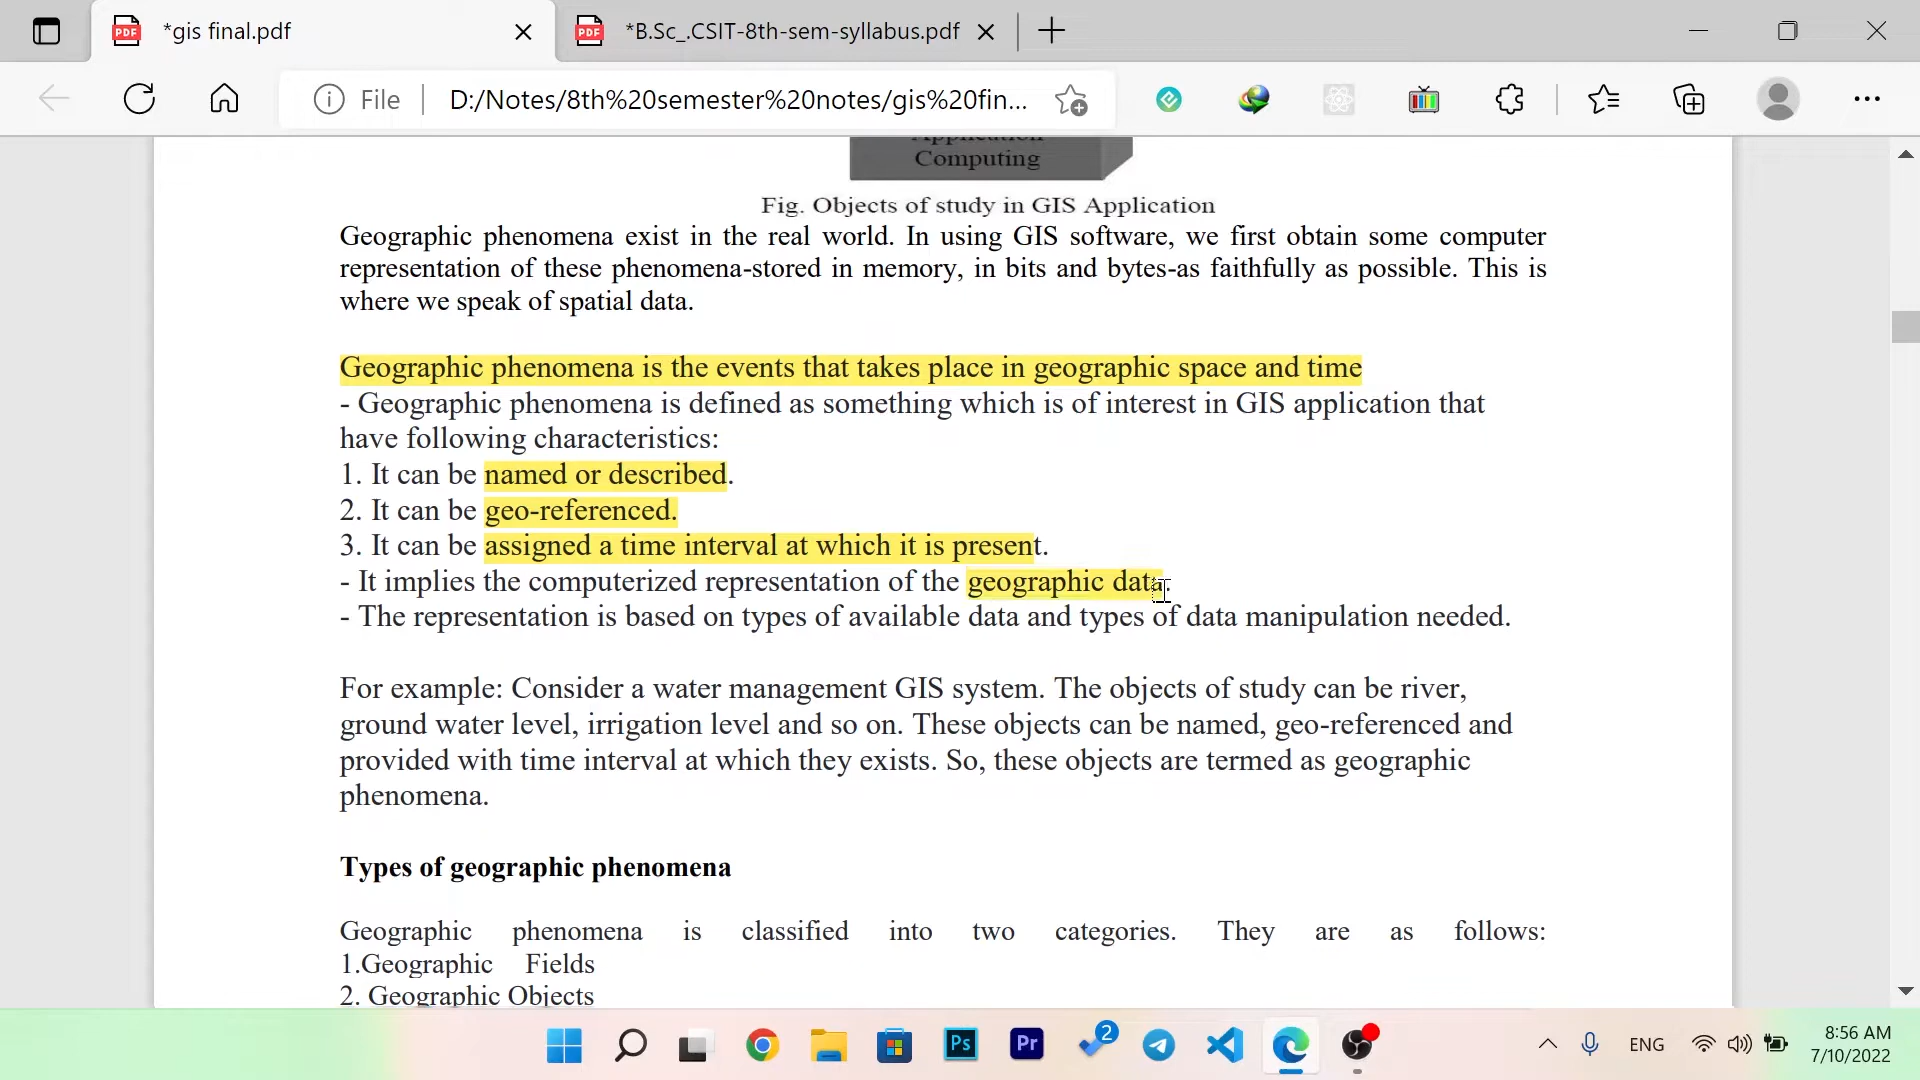 *gis final.pdf
*B.Sc_.CSIT-8th-sem-syllabus.pdf
File
D:/Notes/8th%20semester%20notes/gis%20fin...
Application
Computing
Fig. Objects of study in GIS Application
Geographic phenomena exist in the real world. In using GIS software, we first obtain some computer
representation of these phenomena-stored in memory, in bits and bytes-as faithfully as possible. This is
where we speak of spatial data.
Geographic phenomena is the events that takes place in geographic space and time
- Geographic phenomena is defined as something which is of interest in GIS application that
have following characteristics:
1. It can be named or described.
2. It can be geo-referenced.
3. It can be assigned a time interval at which it is present.
- It implies the computerized representation of the geographic data.
- The representation is based on types of available data and types of data manipulation needed.
For example: Consider a water management GIS system. The objects of study can be river,
ground water level, irrigation level and so on. These objects can be named, geo-referenced and
provided with time interval at which they exists. So, these objects are termed as geographic
phenomena.
Types of geographic phenomena
Geographic phenomena is classified into two categories. They are as follows:
1.Geographic Fields
2. Geographic Objects
Ps
Pr
2
ENG
8:56 AM
7/10/2022